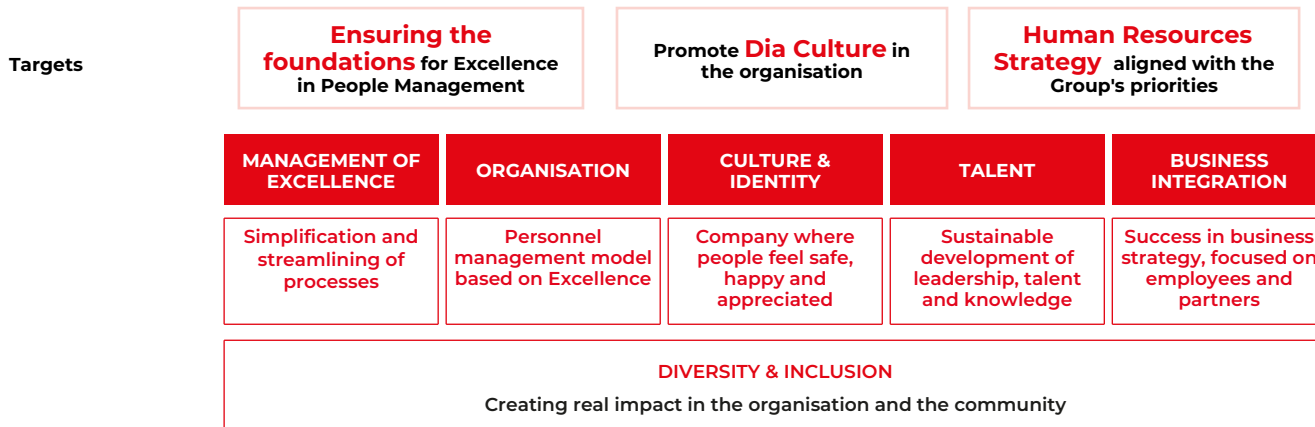 Targets
Ensuring the
foundations for Excellence
in People Management
Promote Dia Culture in
the organisation
Human Resources
Strategy aligned with the
Group's priorities
MANAGEMENT OF
EXCELLENCE
ORGANISATION
CULTURE &
IDENTITY
TALENT
BUSINESS
INTEGRATION
Simplification and
streamlining of
processes
Personnel
management model
based on Excellence
Company where
people feel safe,
happy and
appreciated
Sustainable
development of
leadership, talent
and knowledge
Success in business
strategy, focused on
employees and
partners
DIVERSITY & INCLUSION
Creating real impact in the organisation and the community